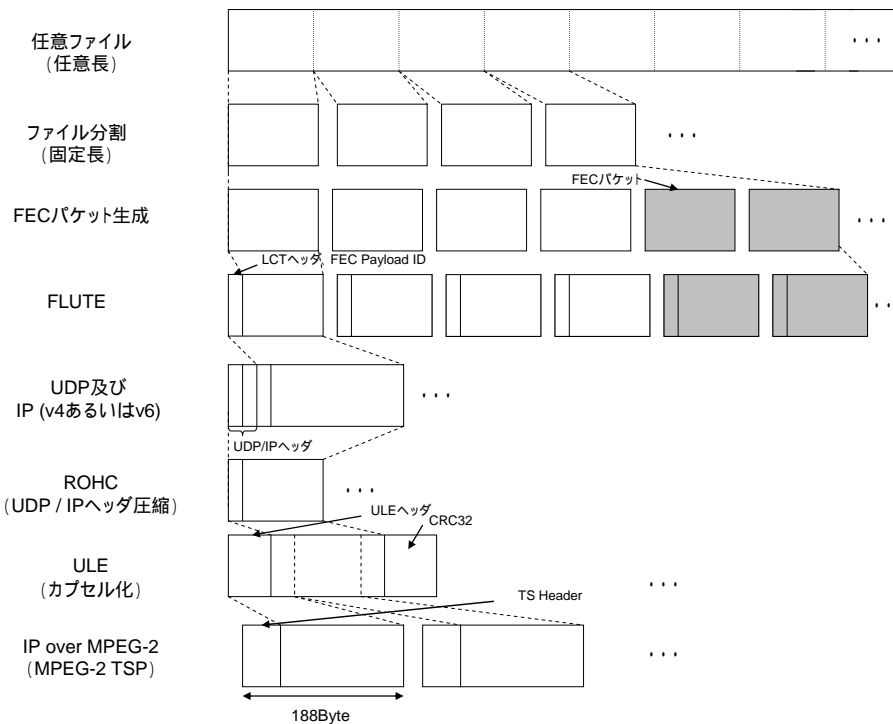 任意ファイル
(任意長)
・・・
ファイル分割
(固定長)
・・・
FECパケット
FECパケット生成
・・・
LCTヘッダ
FEC Payload ID
FLUTE
・・・
UDP及び
IP (v4あるいはv6)
・・・
UDP/IPヘッダ
ROHC
(UDP / IPヘッダ圧縮)
・・・
ULEヘッダ
CRC32
ULE
(カプセル化)
・・・
TS Header
IP over MPEG-2
(MPEG-2 TSP)
・・・
188Byte